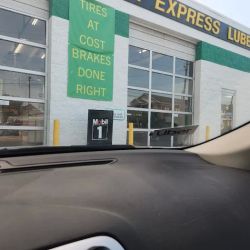 EXPRESS LUBE
TIRES
AT
COST
BRAKES
DONE
RIGHT
Mobil
1